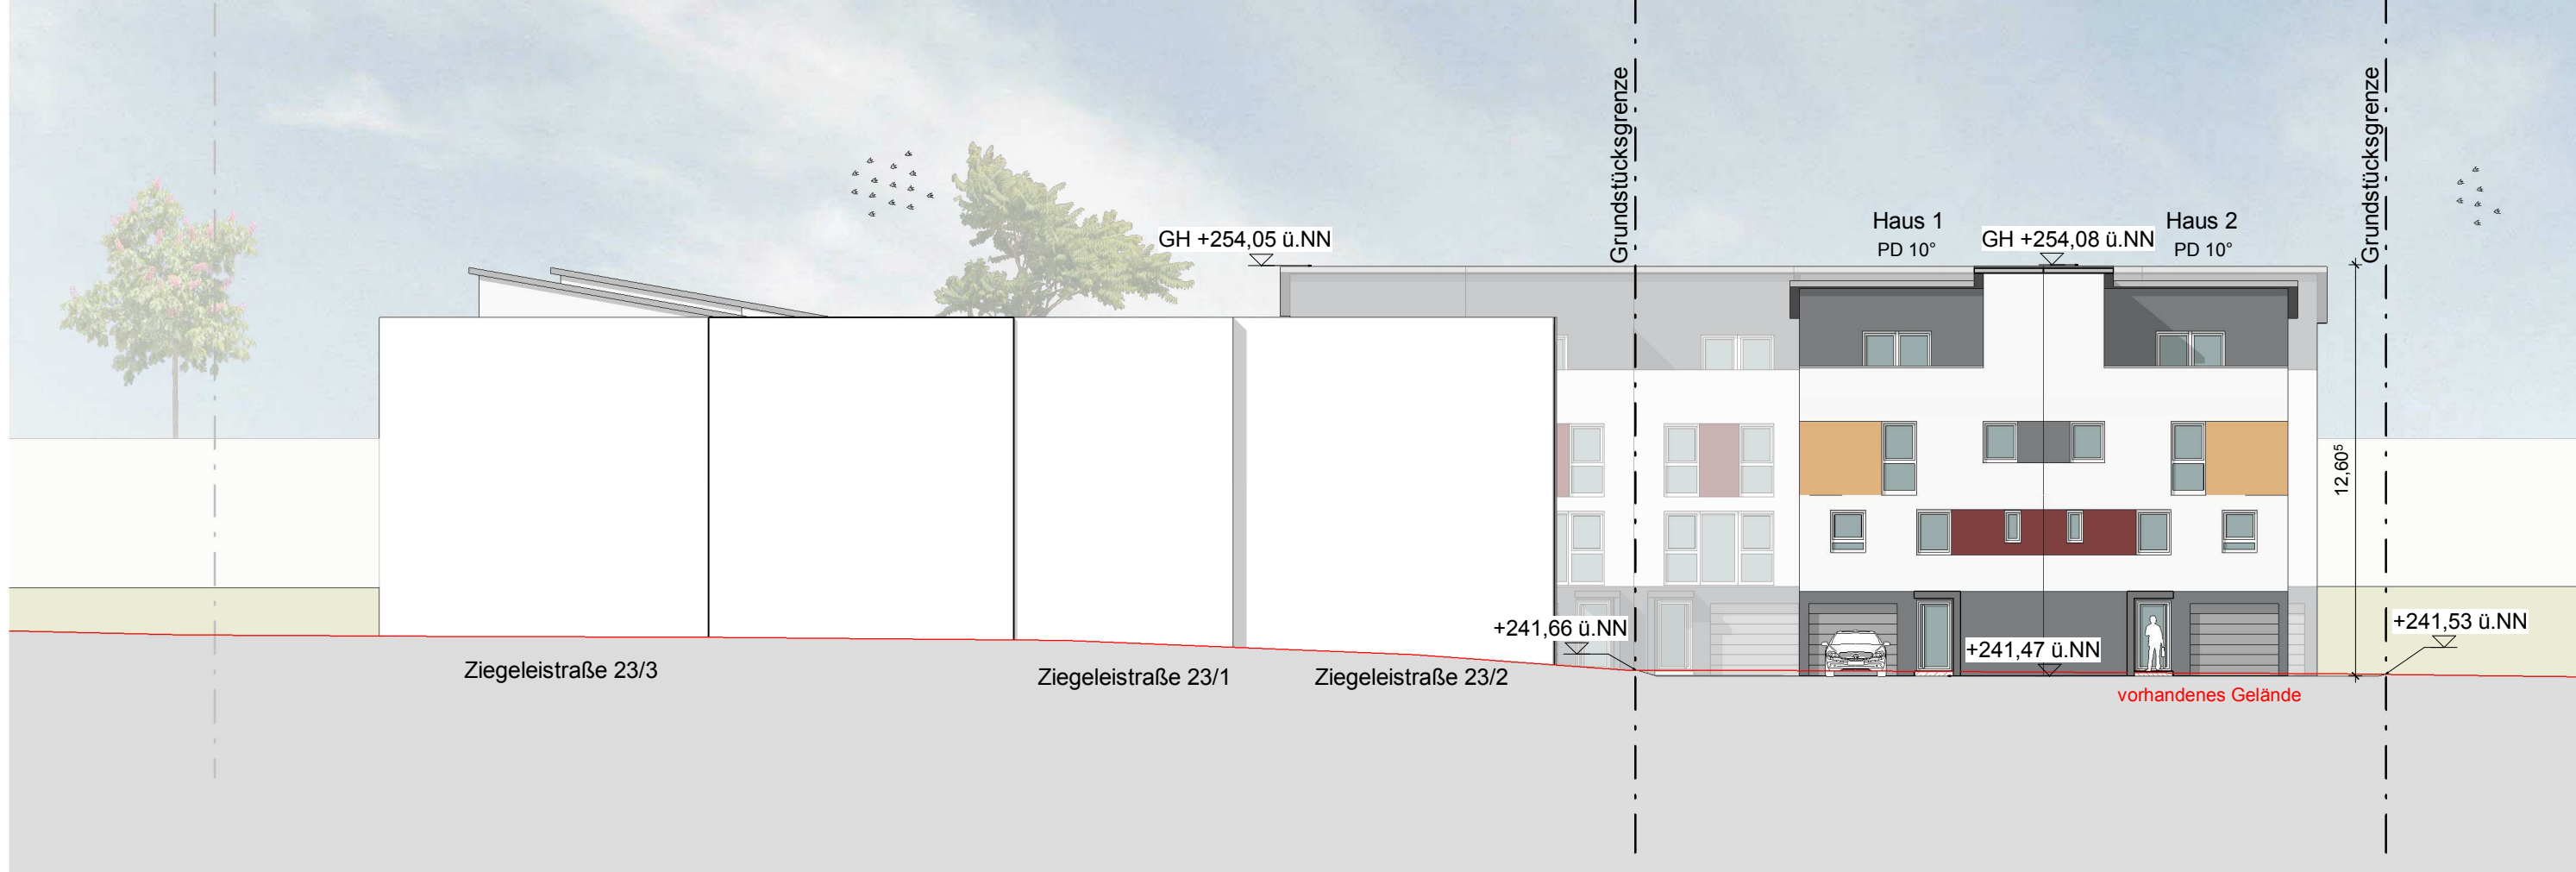 Grundstücksgrenze
Grundstücksgrenze
Haus 1
PD 10°
Haus 2
PD 10°
GH +254,05 ü.NN
GH +254,08 ü.NN
12,60⁵
+241,66 ü.NN
+241,53 ü.NN
+241,47 ü.NN
Ziegeleistraße 23/3
Ziegeleistraße 23/1
Ziegeleistraße 23/2
vorhandenes Gelände